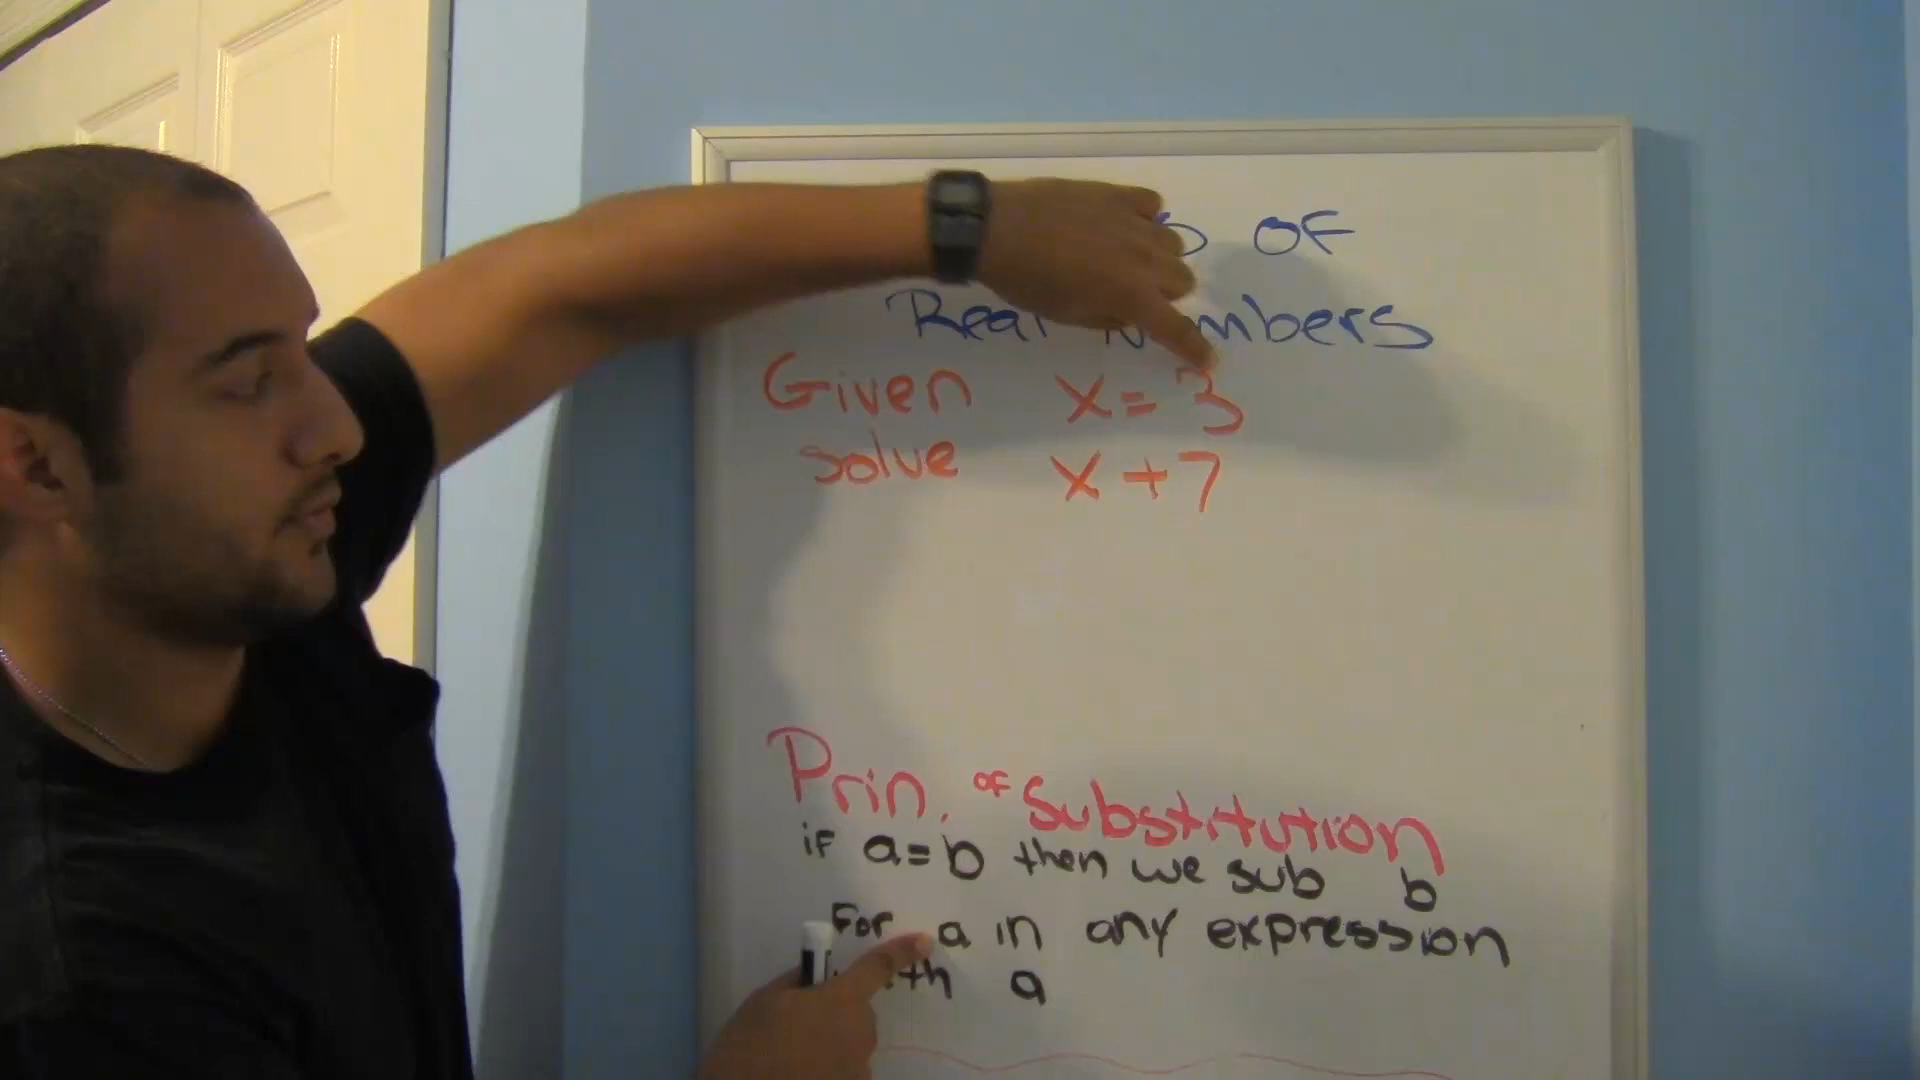 OF
Real Numbers
Given x = 3
solve x + 7
Prin. OF Substitution
if a = b then we sub b
For a in any expression
with a